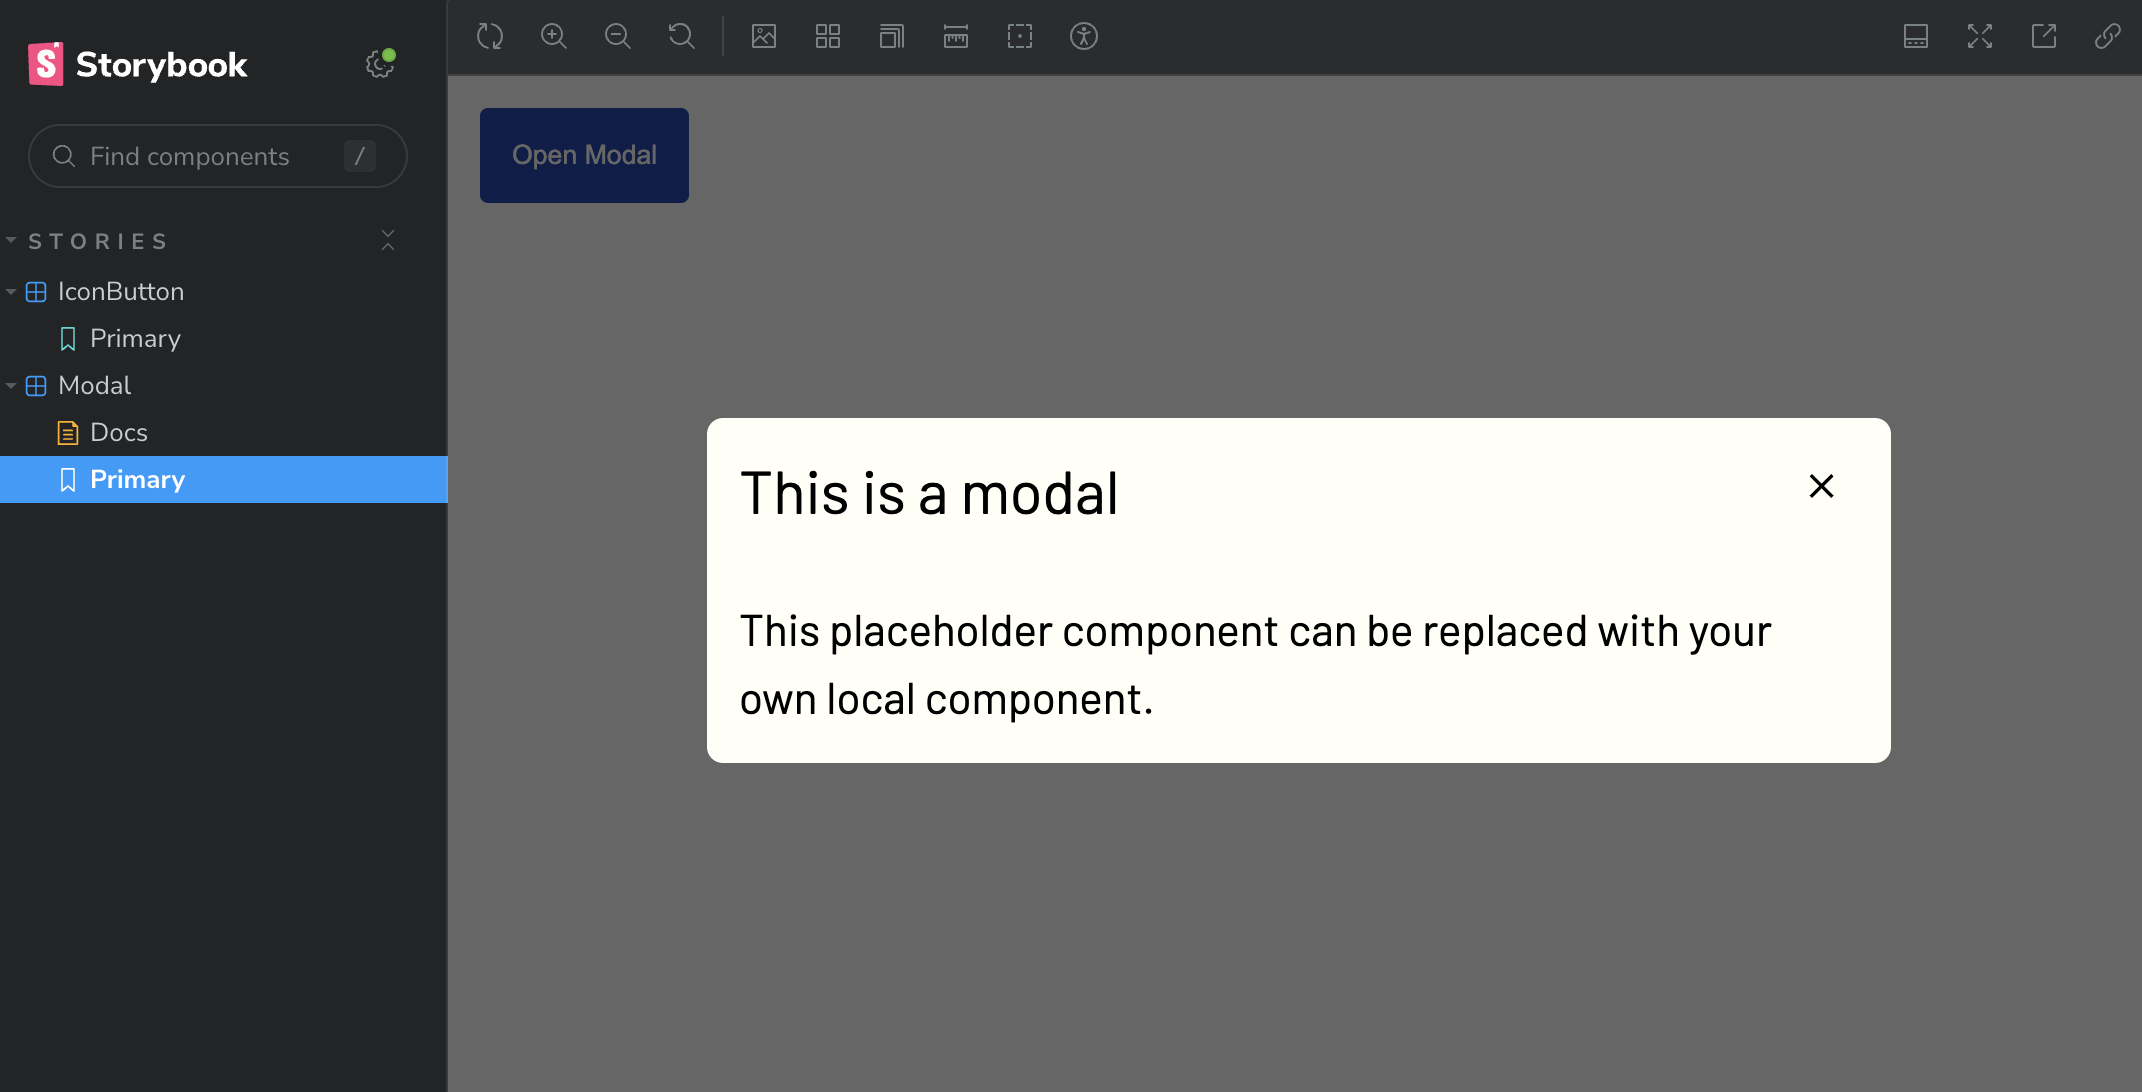 Storybook
Find components /
STORIES
IconButton
Primary
Modal
Docs
Primary
Open Modal
This is a modal
This placeholder component can be replaced with your
own local component.